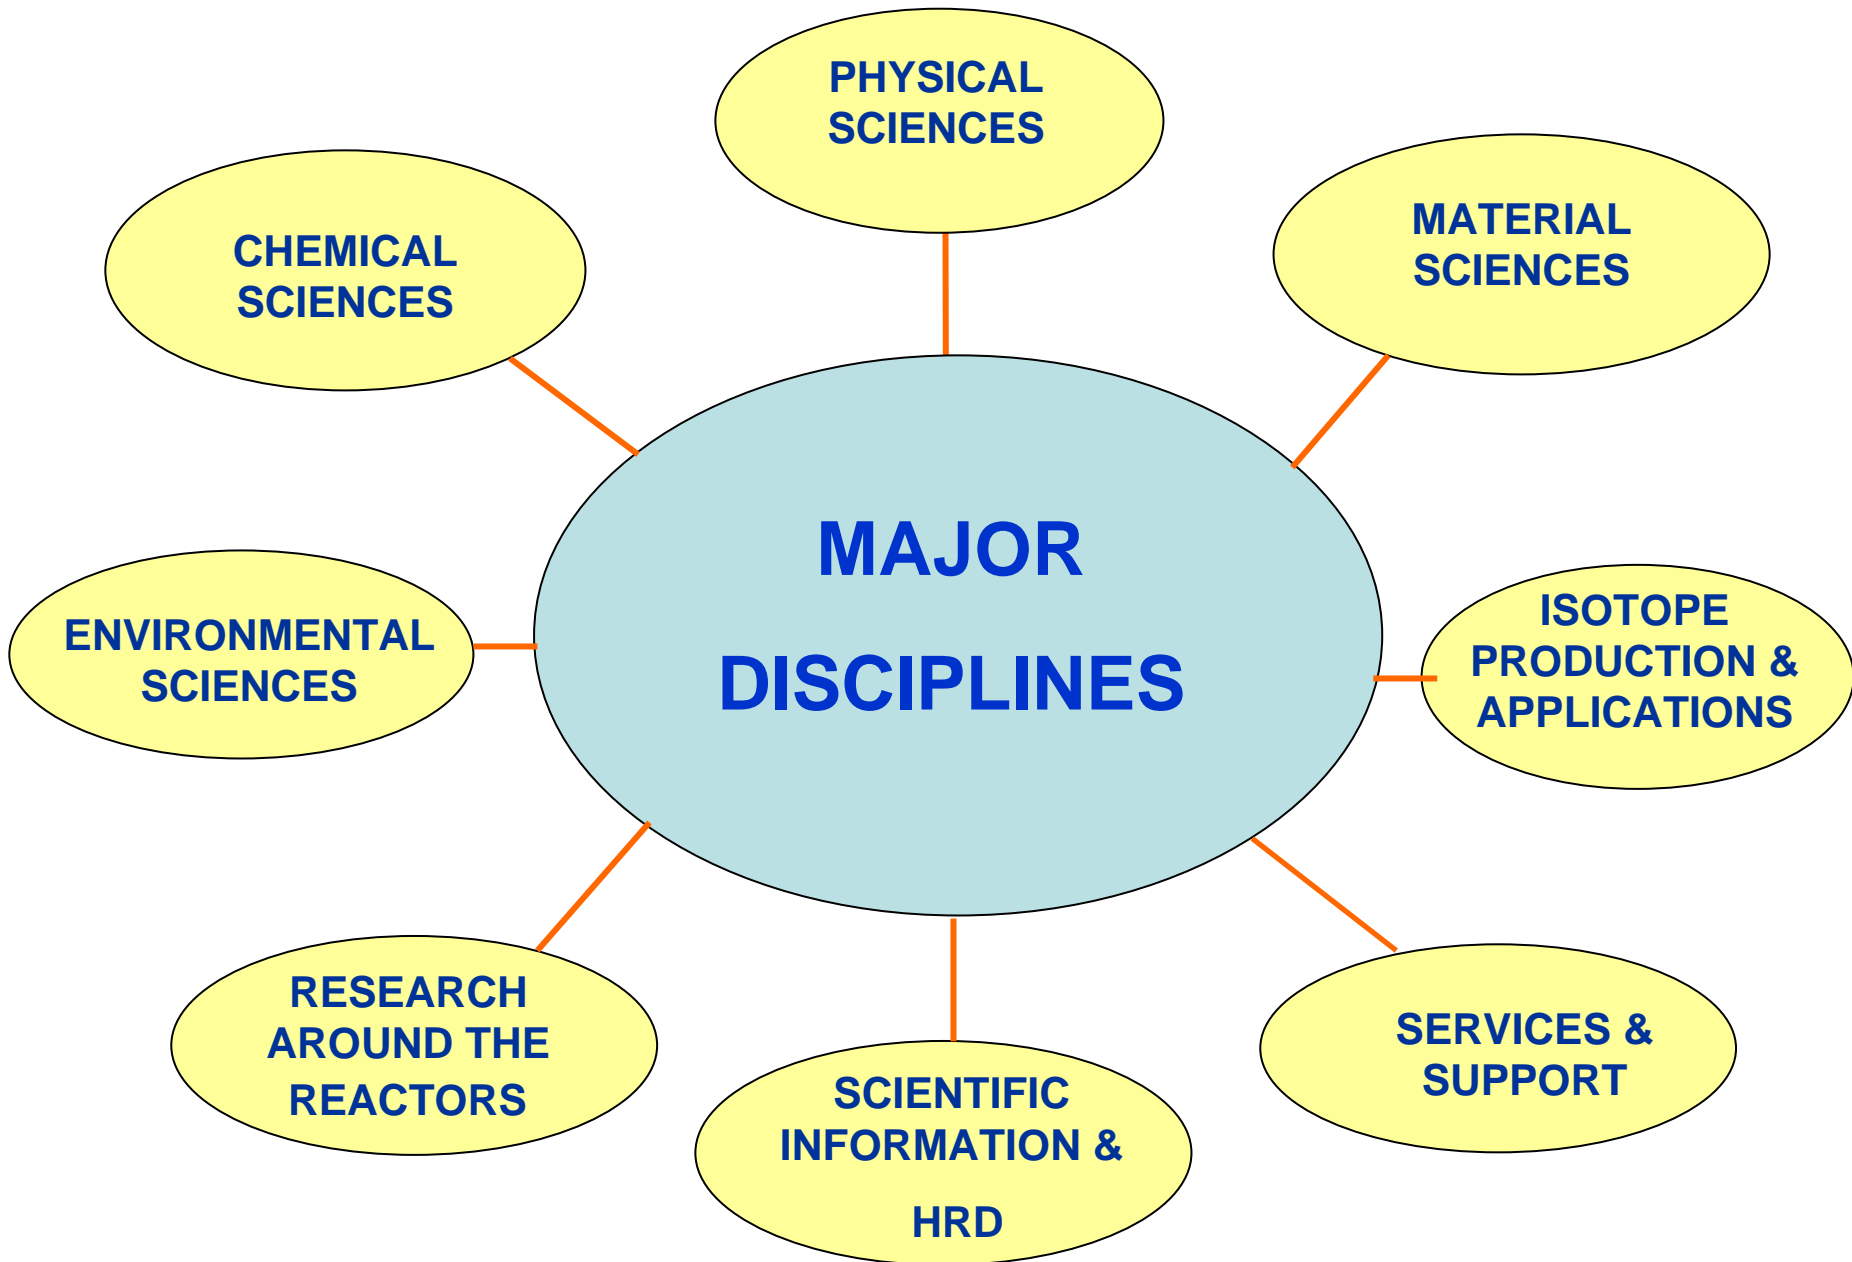 PHYSICAL
SCIENCES
CHEMICAL
SCIENCES
MATERIAL
SCIENCES
MAJOR
DISCIPLINES
ENVIRONMENTAL
SCIENCES
ISOTOPE
PRODUCTION &
APPLICATIONS
RESEARCH
AROUND THE
REACTORS
SCIENTIFIC
INFORMATION &
HRD
SERVICES &
SUPPORT